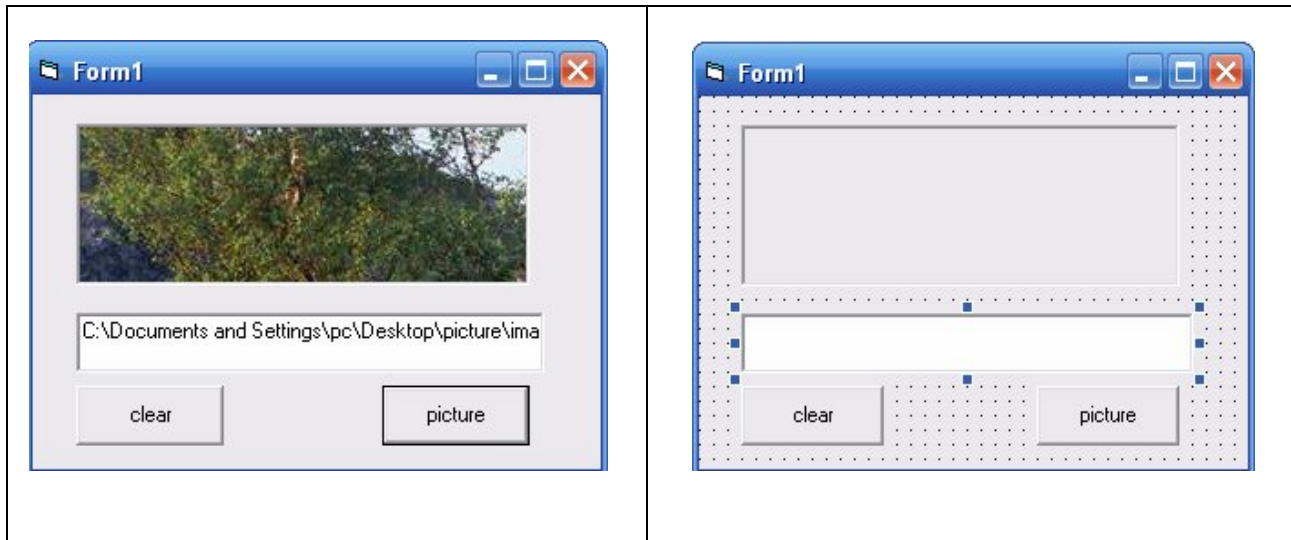 Form1
C:\Documents and Settings\pc\Desktop\picture\ima
clear
picture
Form1
clear
picture